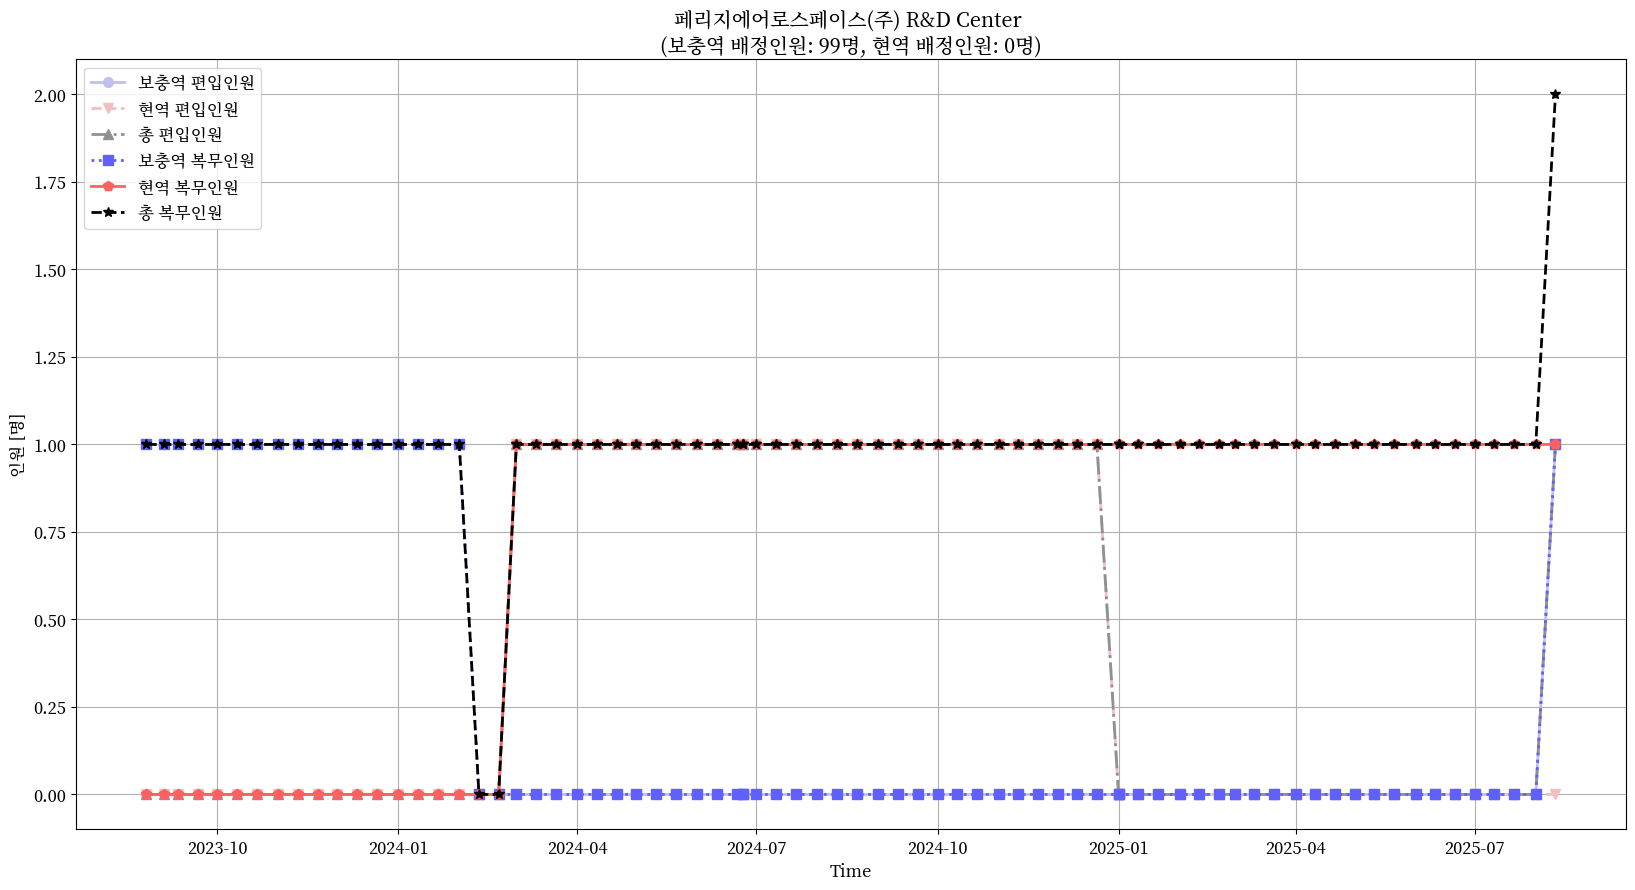 페리지에어로스페이스(주) R&D Center
(보충역 배정인원: 99명, 현역 배정인원: 0명)
보충역 편입인원
현역 편입인원
총 편입인원
보충역 복무인원
현역 복무인원
총 복무인원
2.00
1.75
1.50
1.25
1.00
0.75
0.50
0.25
0.00
인원 [명]
2023-10
2024-01
2024-04
2024-07
2024-10
2025-01
2025-04
2025-07
Time